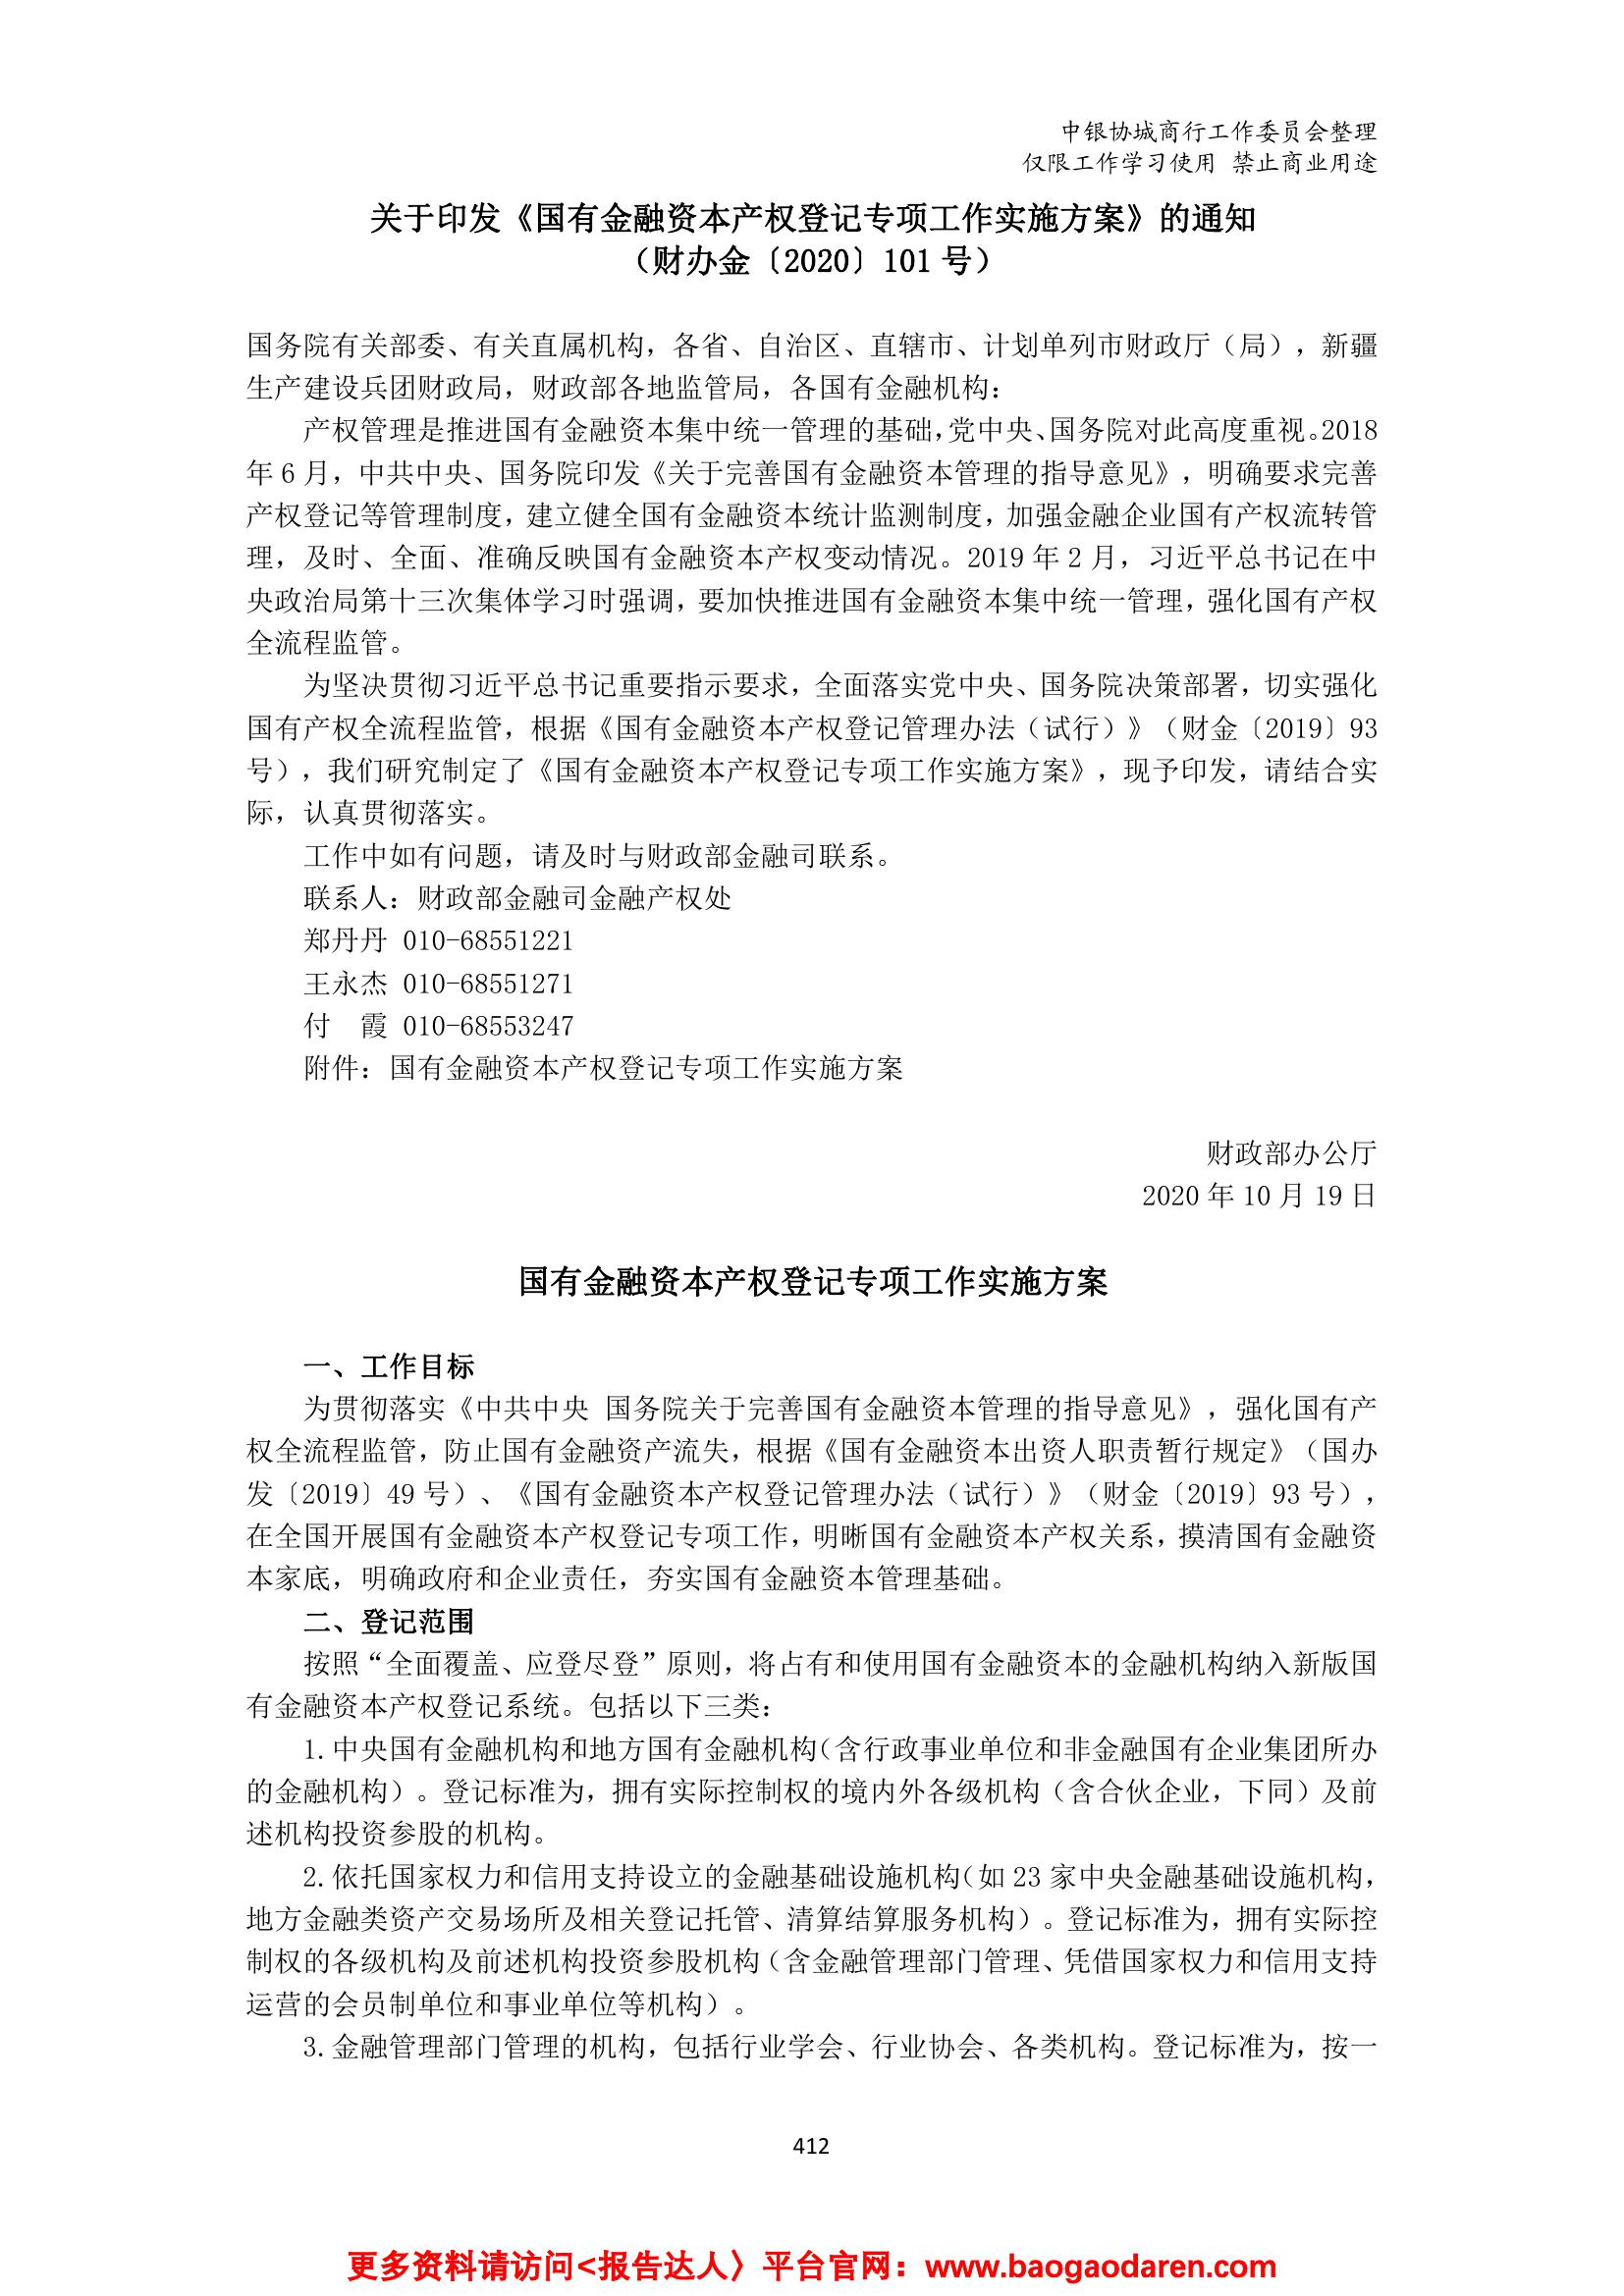 中银协城商行工作委员会整理
仅限工作学习使用 禁止商业用途
关于印发《国有金融资本产权登记专项工作实施方案》的通知
（财办金〔2020〕101 号）
国务院有关部委、有关直属机构，各省、自治区、直辖市、计划单列市财政厅（局），新疆
生产建设兵团财政局，财政部各地监管局，各国有金融机构：
产权管理是推进国有金融资本集中统一管理的基础，党中央、国务院对此高度重视。2018
年 6 月，中共中央、国务院印发《关于完善国有金融资本管理的指导意见》，明确要求完善
产权登记等管理制度，建立健全国有金融资本统计监测制度，加强金融企业国有产权流转管
理，及时、全面、准确反映国有金融资本产权变动情况。2019 年 2 月，习近平总书记在中
央政治局第十三次集体学习时强调，要加快推进国有金融资本集中统一管理，强化国有产权
全流程监管。
为坚决贯彻习近平总书记重要指示要求，全面落实党中央、国务院决策部署，切实强化
国有产权全流程监管，根据《国有金融资本产权登记管理办法（试行）》（财金〔2019〕93
号），我们研究制定了《国有金融资本产权登记专项工作实施方案》，现予印发，请结合实
际，认真贯彻落实。
工作中如有问题，请及时与财政部金融司联系。
联系人：财政部金融司金融产权处
郑丹丹 010-68551221
王永杰 010-68551271
付　霞 010-68553247
附件：国有金融资本产权登记专项工作实施方案
财政部办公厅
2020 年 10 月 19 日
国有金融资本产权登记专项工作实施方案
一、工作目标
为贯彻落实《中共中央 国务院关于完善国有金融资本管理的指导意见》，强化国有产
权全流程监管，防止国有金融资产流失，根据《国有金融资本出资人职责暂行规定》（国办
发〔2019〕49 号）、《国有金融资本产权登记管理办法（试行）》（财金〔2019〕93 号），
在全国开展国有金融资本产权登记专项工作，明晰国有金融资本产权关系，摸清国有金融资
本家底，明确政府和企业责任，夯实国有金融资本管理基础。
二、登记范围
按照“全面覆盖、应登尽登”原则，将占有和使用国有金融资本的金融机构纳入新版国
有金融资本产权登记系统。包括以下三类：
1.中央国有金融机构和地方国有金融机构（含行政事业单位和非金融国有企业集团所办
的金融机构）。登记标准为，拥有实际控制权的境内外各级机构（含合伙企业，下同）及前
述机构投资参股的机构。
2.依托国家权力和信用支持设立的金融基础设施机构（如 23 家中央金融基础设施机构，
地方金融类资产交易场所及相关登记托管、清算结算服务机构）。登记标准为，拥有实际控
制权的各级机构及前述机构投资参股机构（含金融管理部门管理、凭借国家权力和信用支持
运营的会员制单位和事业单位等机构）。
3.金融管理部门管理的机构，包括行业学会、行业协会、各类机构。登记标准为，按一
412
更多资料请访问<报告达人〉平台官网：www.baogaodaren.com